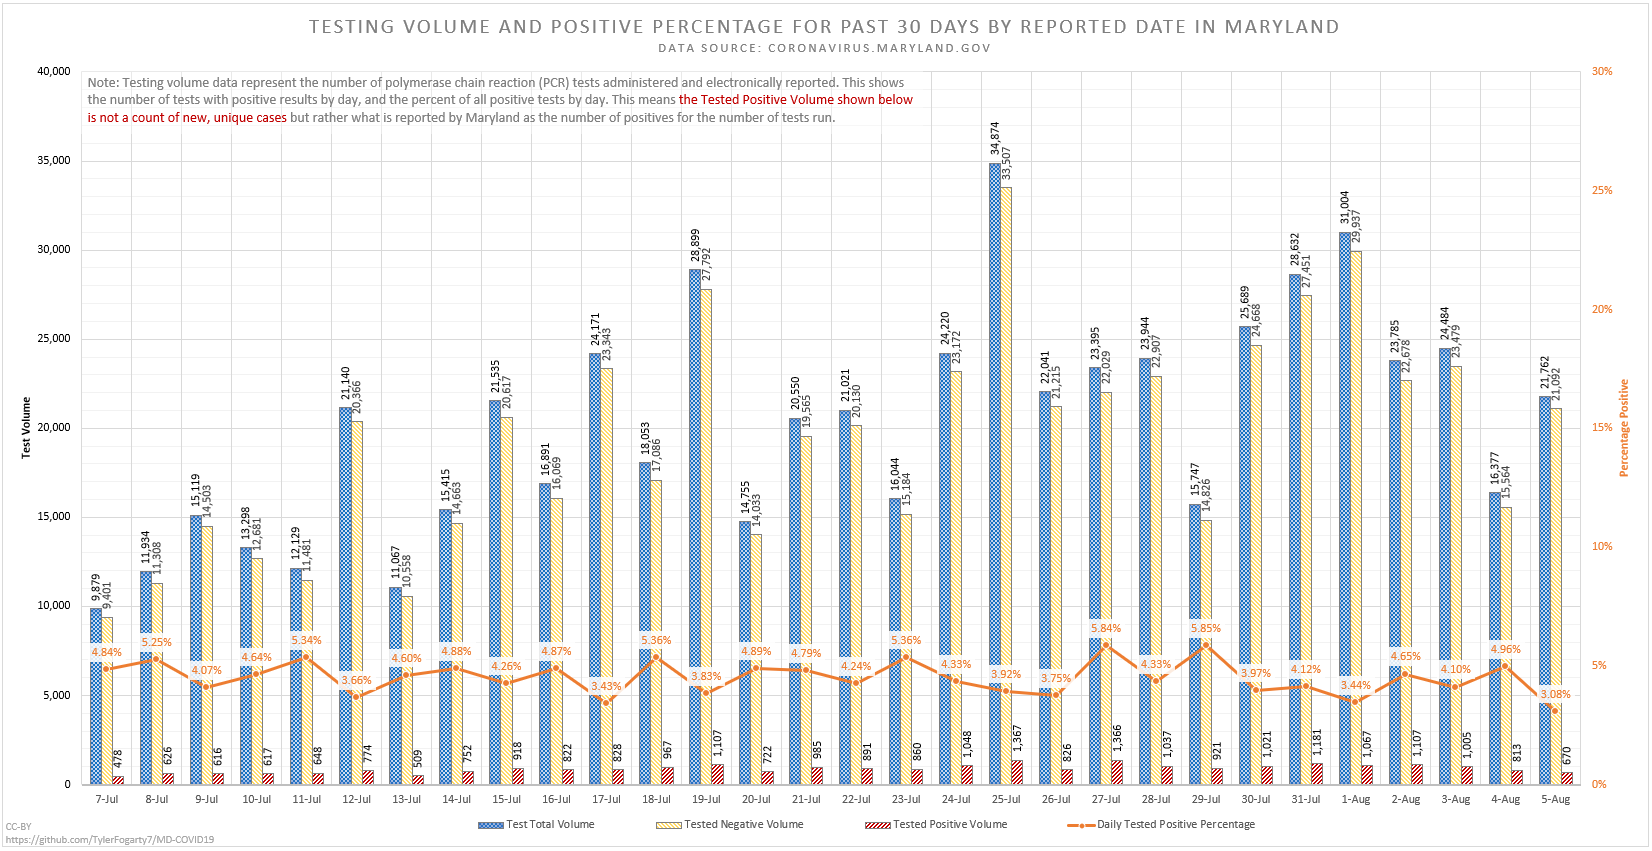 TESTING VOLUME AND POSITIVE PERCENTAGE FOR PAST 30 DAYS BY REPORTED DATE IN MARYLAND
DATA SOURCE: CORONAVIRUS.MARYLAND.GOV
Note: Testing volume data represent the number of polymerase chain reaction (PCR) tests administered and electronically reported. This shows
the number of tests with positive results by day, and the percent of all positive tests by day. This means the Tested Positive Volume shown below
is not a count of new, unique cases but rather what is reported by Maryland as the number of positives for the number of tests run.
Test Volume
40,000
35,000
30,000
25,000
20,000
15,000
10,000
5,000
0
Percentage Positive
30%
25%
20%
15%
10%
5%
0%
9,879 9,401 4.84% 478
11,934 11,308 5.25% 626
15,119 14,503 4.07% 616
13,298 12,681 4.64% 617
12,129 11,481 5.34% 648
21,140 20,366 3.66% 774
11,067 10,558 4.60% 509
15,415 14,663 4.88% 752
21,535 20,617 4.26% 918
16,891 16,069 4.87% 822
24,171 23,343 3.43% 828
18,053 17,086 5.36% 967
28,899 27,792 3.83% 1,107
14,755 14,033 4.89% 722
20,550 19,565 4.79% 985
21,021 20,130 4.24% 891
16,044 15,184 5.36% 860
24,220 23,172 4.33% 1,048
34,874 33,507 3.92% 1,367
22,041 21,215 3.75% 826
23,395 22,029 5.84% 1,366
23,944 22,907 4.33% 1,037
15,747 14,826 5.85% 921
25,689 24,668 3.97% 1,021
28,632 27,451 4.12% 1,181
31,004 29,937 3.44% 1,067
23,785 22,678 4.65% 1,107
24,484 23,479 4.10% 1,005
16,377 15,564 4.96% 813
21,762 21,092 3.08% 670
7-Jul 8-Jul 9-Jul 10-Jul 11-Jul 12-Jul 13-Jul 14-Jul 15-Jul 16-Jul 17-Jul 18-Jul 19-Jul 20-Jul 21-Jul 22-Jul 23-Jul 24-Jul 25-Jul 26-Jul 27-Jul 28-Jul 29-Jul 30-Jul 31-Jul 1-Aug 2-Aug 3-Aug 4-Aug 5-Aug
Test Total Volume Tested Negative Volume Tested Positive Volume Daily Tested Positive Percentage
CC-BY
https://github.com/TylerFogarty7/MD-COVID19